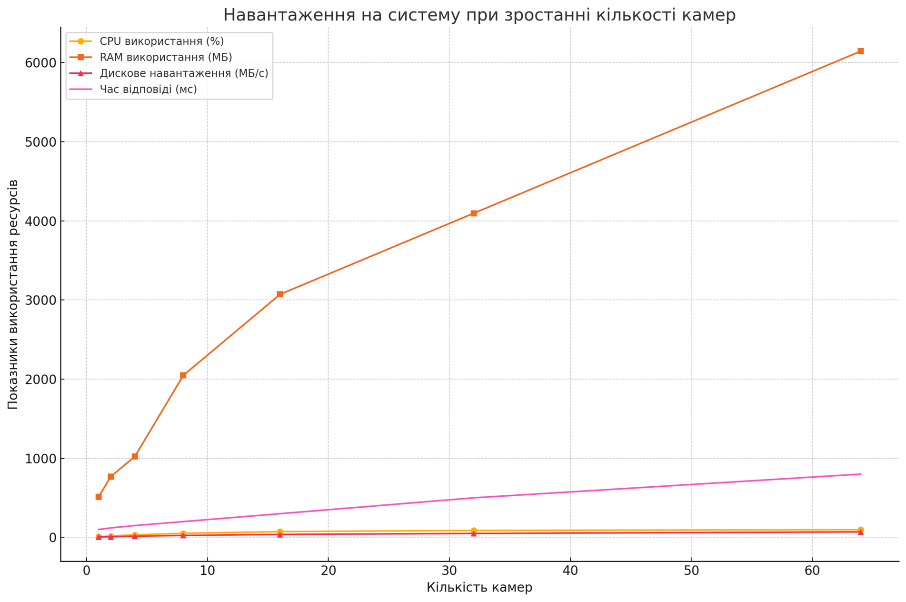 Навантаження на систему при зростанні кількості камер
CPU використання (%)
RAM використання (МБ)
Дискове навантаження (МБ/с)
Час відповіді (мс)
Показники використання ресурсів
6000
5000
4000
3000
2000
1000
0
0 10 20 30 40 50 60
Кількість камер